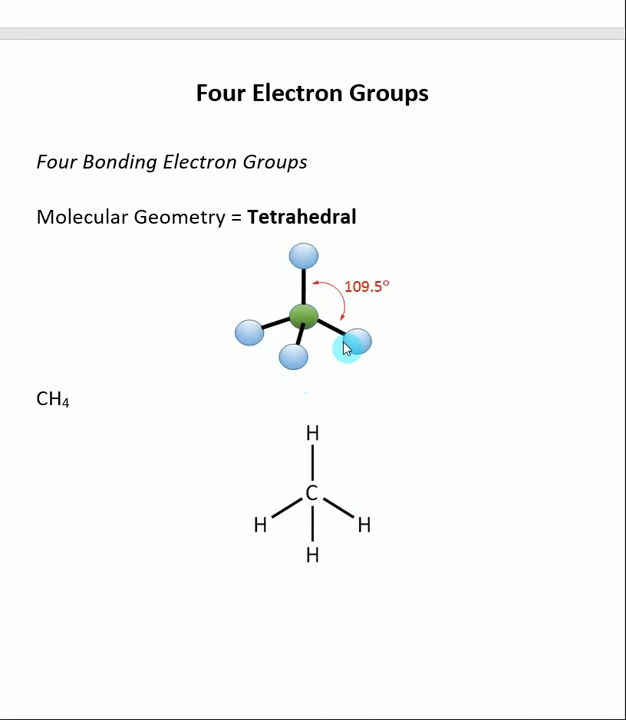 Four Electron Groups
Four Bonding Electron Groups
Molecular Geometry = Tetrahedral
109.5°
CH₄
H
C
H H
H